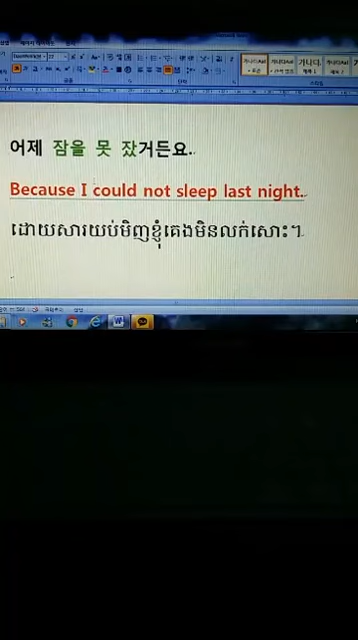 어제 잠을 못 잤거든요.
Because I could not sleep last night.
ដោយសារយប់មិញខ្ញុំគេងមិនលក់សោះ។